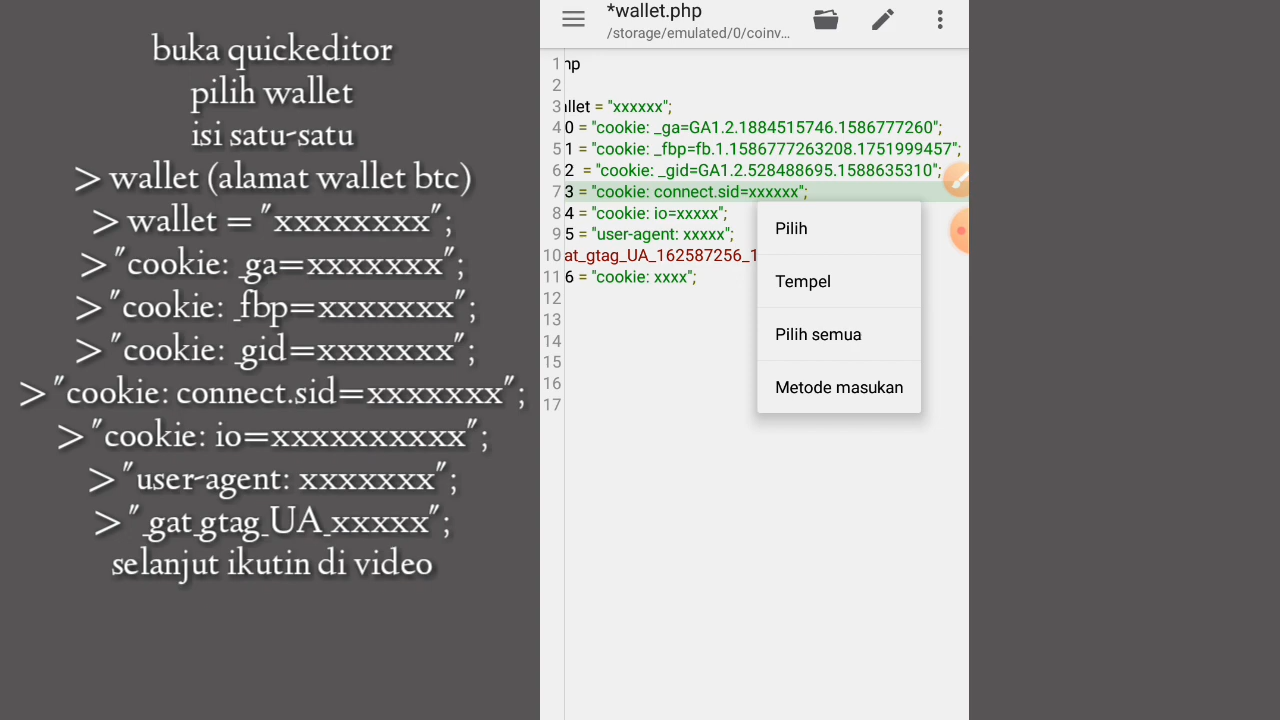 buka quickeditor
pilih wallet
isi satu-satu
> wallet (alamat wallet btc)
> wallet = "xxxxxxxx";
>"cookie: _ga=xxxxxxx";
>"cookie: _fbp=xxxxxxx";
>"cookie: _gid=xxxxxxx";
>"cookie: connect.sid=xxxxxxx";
>"cookie: io=xxxxxxxxxx";
>"user-agent: xxxxxxx";
>"_gat_gtag_UA_xxxxx";
selanjut ikutin di video
*wallet.php
/storage/emulated/0/coinv...
1 hp
2
3 allet = "xxxxxx";
4 0 = "cookie: _ga=GA1.2.1884515746.1586777260";
5 1 = "cookie: _fbp=fb.1.1586777263208.1751999457";
6 2 = "cookie: _gid=GA1.2.528488695.1588635310";
7 3 = "cookie: connect.sid=xxxxxx";
8 4 = "cookie: io=xxxxx";
9 5 = "user-agent: xxxxx";
10 at_gtag_UA_162587256_1
11 6 = "cookie: xxxx";
12
13
14
15
16
17
Pilih
Tempel
Pilih semua
Metode masukan